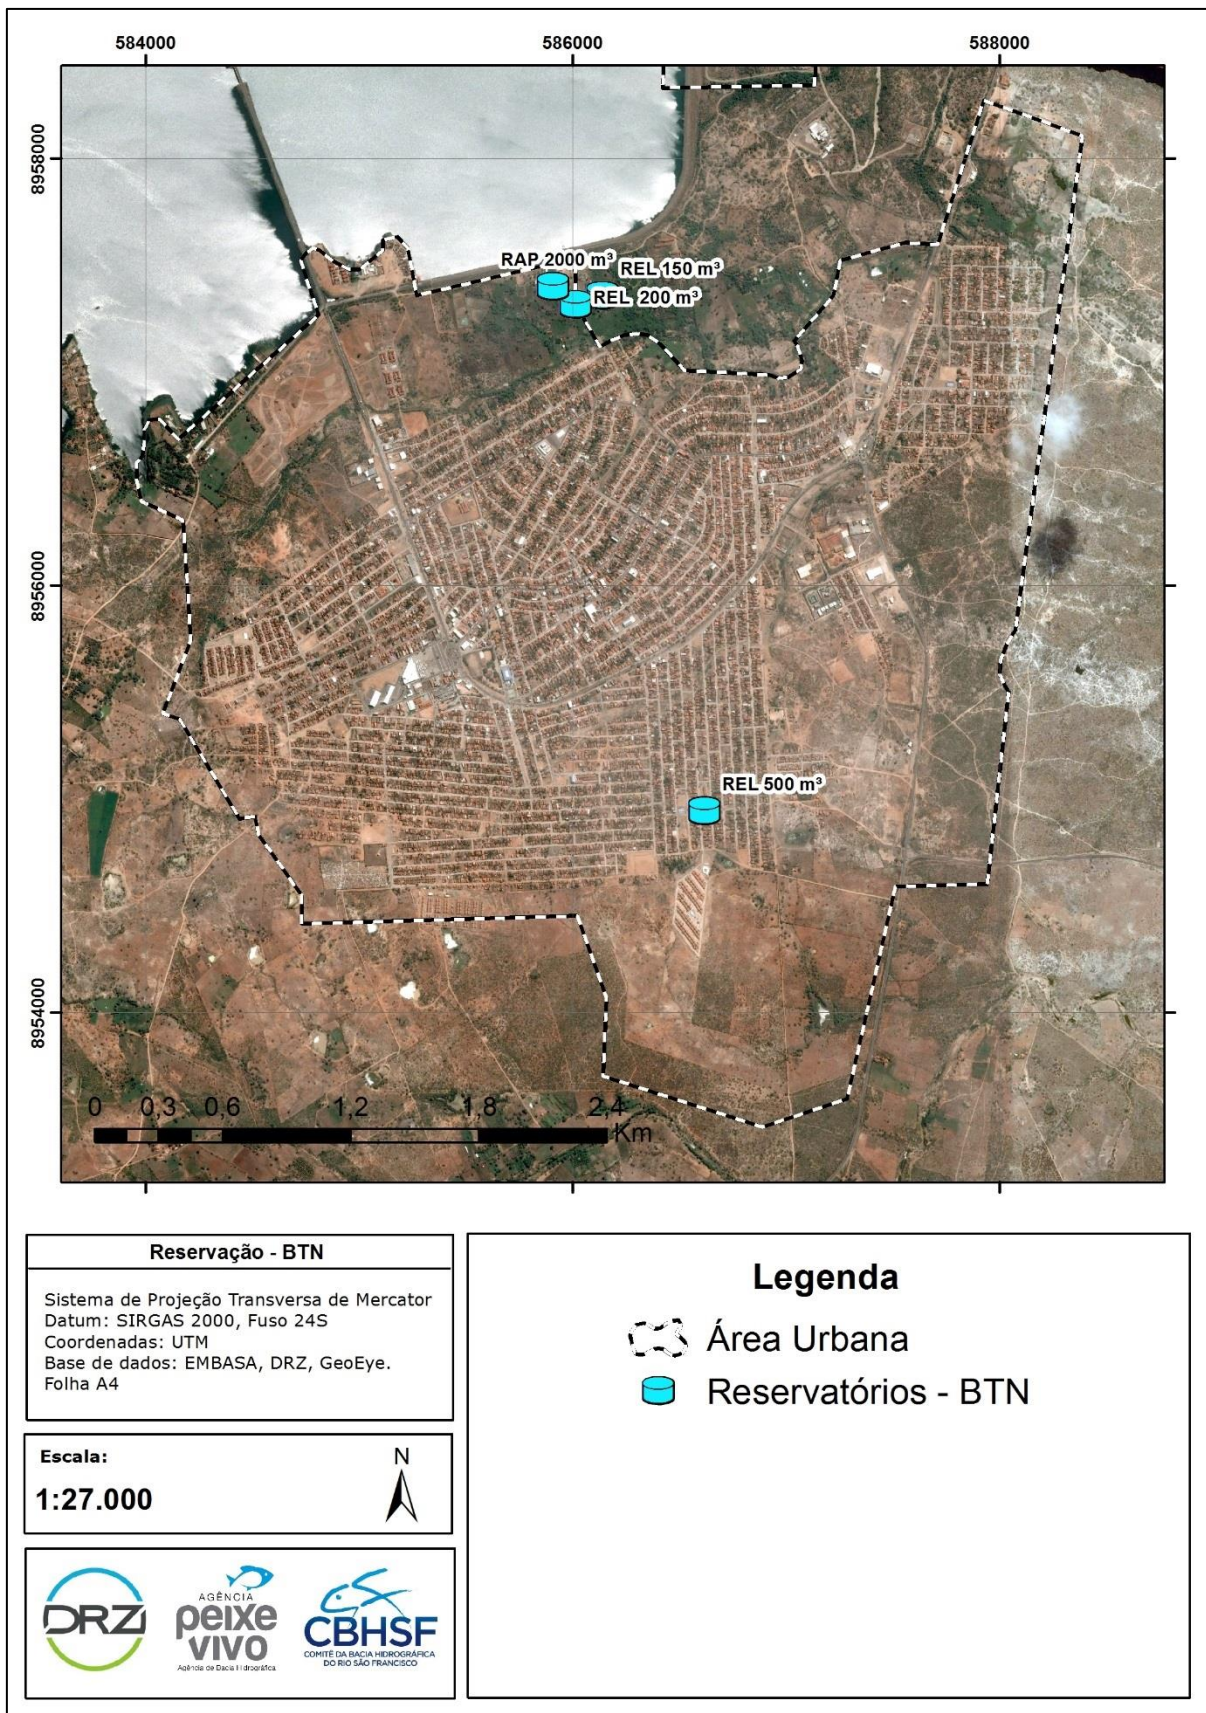 584000 586000 588000
8958000
8956000
8954000
RAP 2000 m³
REL 150 m³
REL 200 m³
REL 500 m³
0 0,3 0,6 1,2 1,8 2,4
Km
Reservação - BTN
Sistema de Projeção Transversa de Mercator
Datum: SIRGAS 2000, Fuso 24S
Coordenadas: UTM
Base de dados: EMBASA, DRZ, GeoEye.
Folha A4
Escala:
1:27.000
N
DRZ
AGÊNCIA
peixe
vivo
Agência de Bacia Hidrográfica
CBHSF
COMITÊ DA BACIA HIDROGRÁFICA
DO RIO SÃO FRANCISCO
Legenda
Área Urbana
Reservatórios - BTN